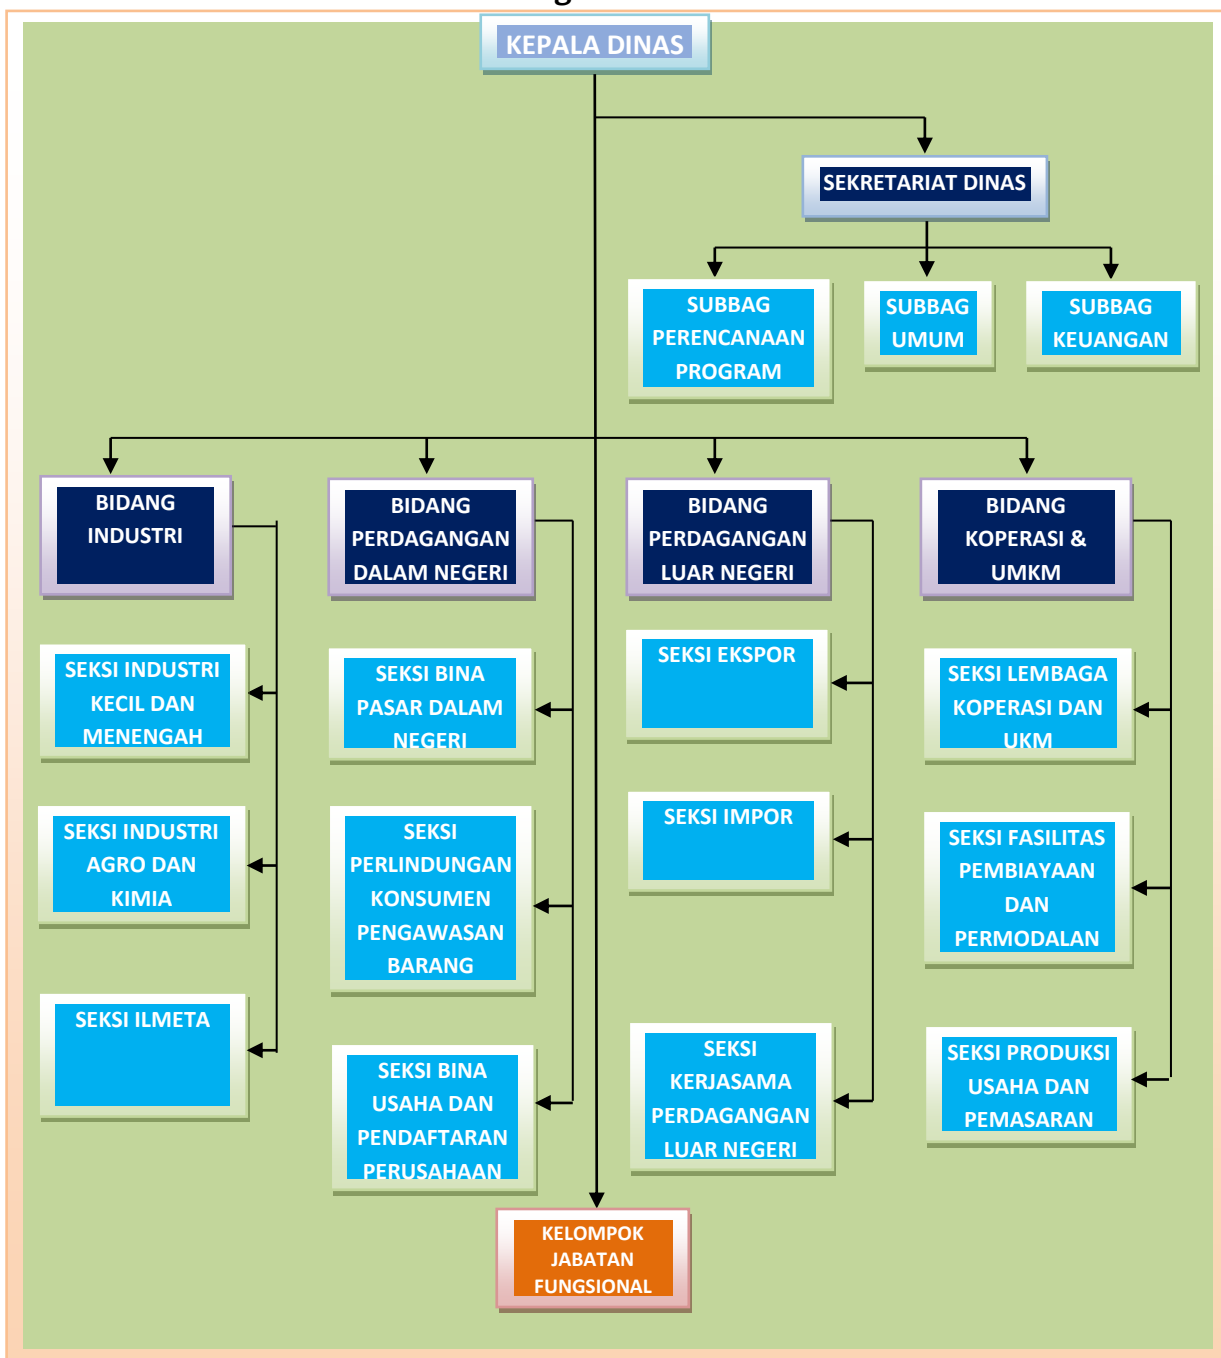 KEPALA DINAS
SEKRETARIAT DINAS
SUBBAG
PERENCANAAN
PROGRAM
SUBBAG
UMUM
SUBBAG
KEUANGAN
BIDANG
INDUSTRI
BIDANG
PERDAGANGAN
DALAM NEGERI
BIDANG
PERDAGANGAN
LUAR NEGERI
BIDANG
KOPERASI &
UMKM
SEKSI INDUSTRI
KECIL DAN
MENENGAH
SEKSI BINA
PASAR DALAM
NEGERI
SEKSI EKSPOR
SEKSI LEMBAGA
KOPERASI DAN
UKM
SEKSI INDUSTRI
AGRO DAN
KIMIA
SEKSI
PERLINDUNGAN
KONSUMEN
PENGAWASAN
BARANG
SEKSI IMPOR
SEKSI FASILITAS
PEMBIAYAAN
DAN
PERMODALAN
SEKSI ILMETA
SEKSI BINA
USAHA DAN
PENDAFTARAN
PERUSAHAAN
SEKSI
KERJASAMA
PERDAGANGAN
LUAR NEGERI
SEKSI PRODUKSI
USAHA DAN
PEMASARAN
KELOMPOK
JABATAN
FUNGSIONAL